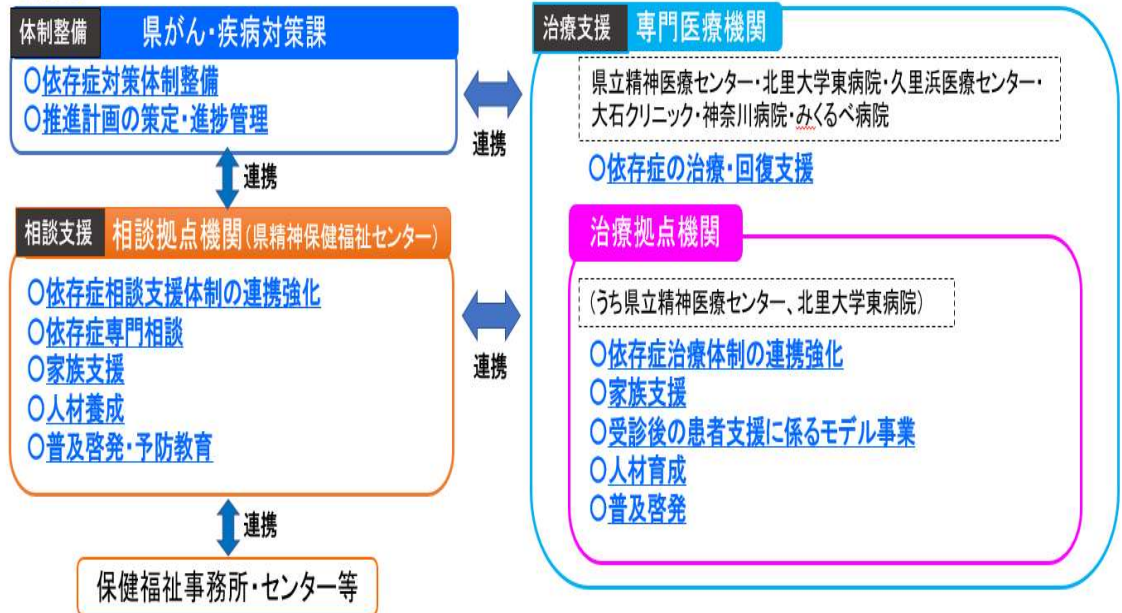 体制整備 県がん・疾病対策課
○依存症対策体制整備
○推進計画の策定・進捗管理
連携
相談支援 相談拠点機関(県精神保健福祉センター)
○依存症相談支援体制の連携強化
○依存症専門相談
○家族支援
○人材養成
○普及啓発・予防教育
連携
保健福祉事務所・センター等
連携
連携
治療支援 専門医療機関
県立精神医療センター・北里大学東病院・久里浜医療センター・
大石クリニック・神奈川病院・みくるべ病院
○依存症の治療・回復支援
治療拠点機関
(うち県立精神医療センター、北里大学東病院)
○依存症治療体制の連携強化
○家族支援
○受診後の患者支援に係るモデル事業
○人材育成
○普及啓発